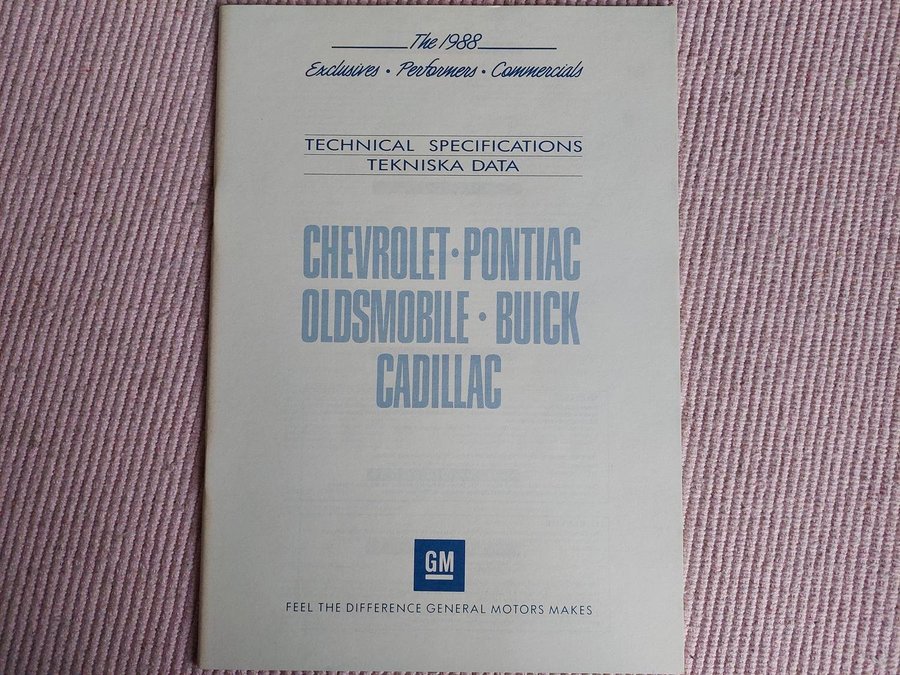 The 1988
Exclusives · Performers · Commercials
TECHNICAL SPECIFICATIONS
TEKNISKA DATA
CHEVROLET · PONTIAC
OLDSMOBILE · BUICK
CADILLAC
GM
FEEL THE DIFFERENCE GENERAL MOTORS MAKES